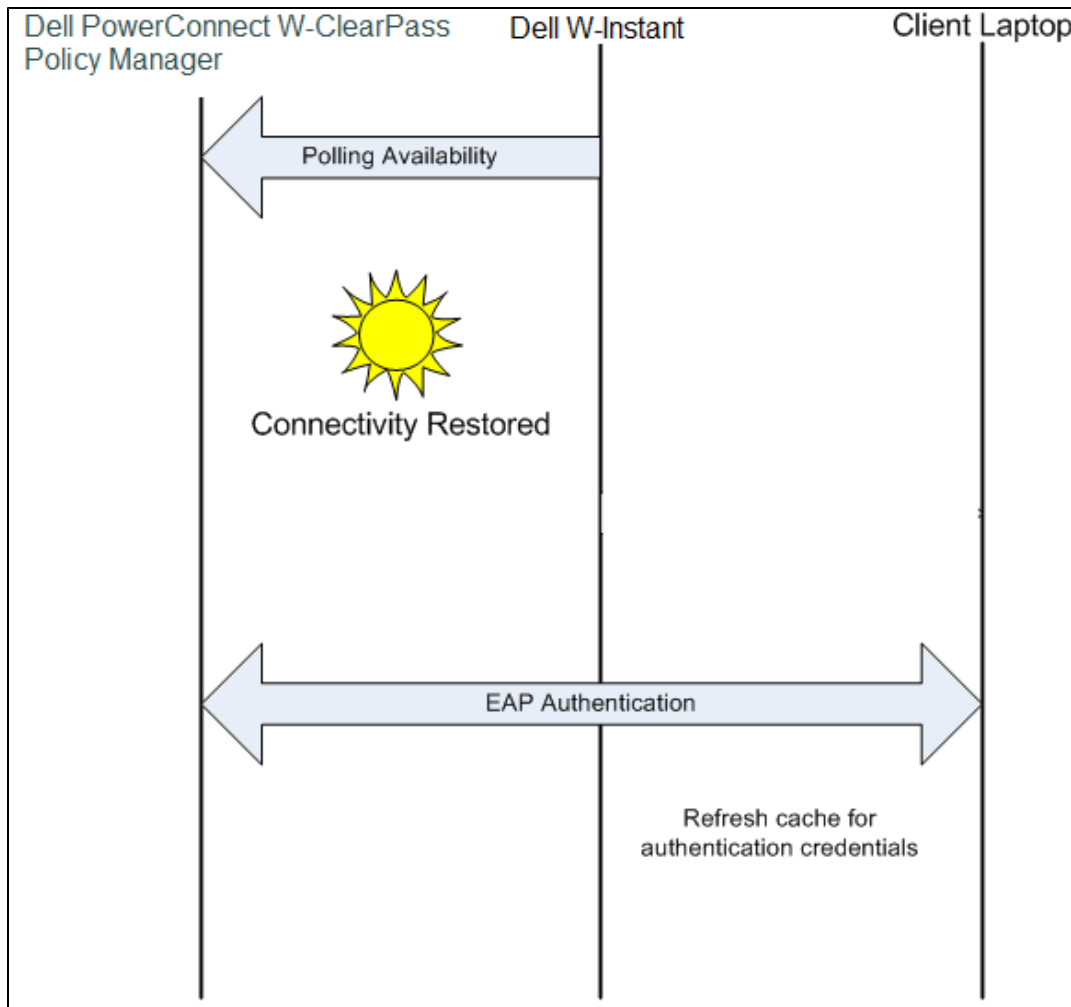 Dell PowerConnect W-ClearPass
Policy Manager
Dell W-Instant
Client Laptop
Polling Availability
Connectivity Restored
EAP Authentication
Refresh cache for
authentication credentials